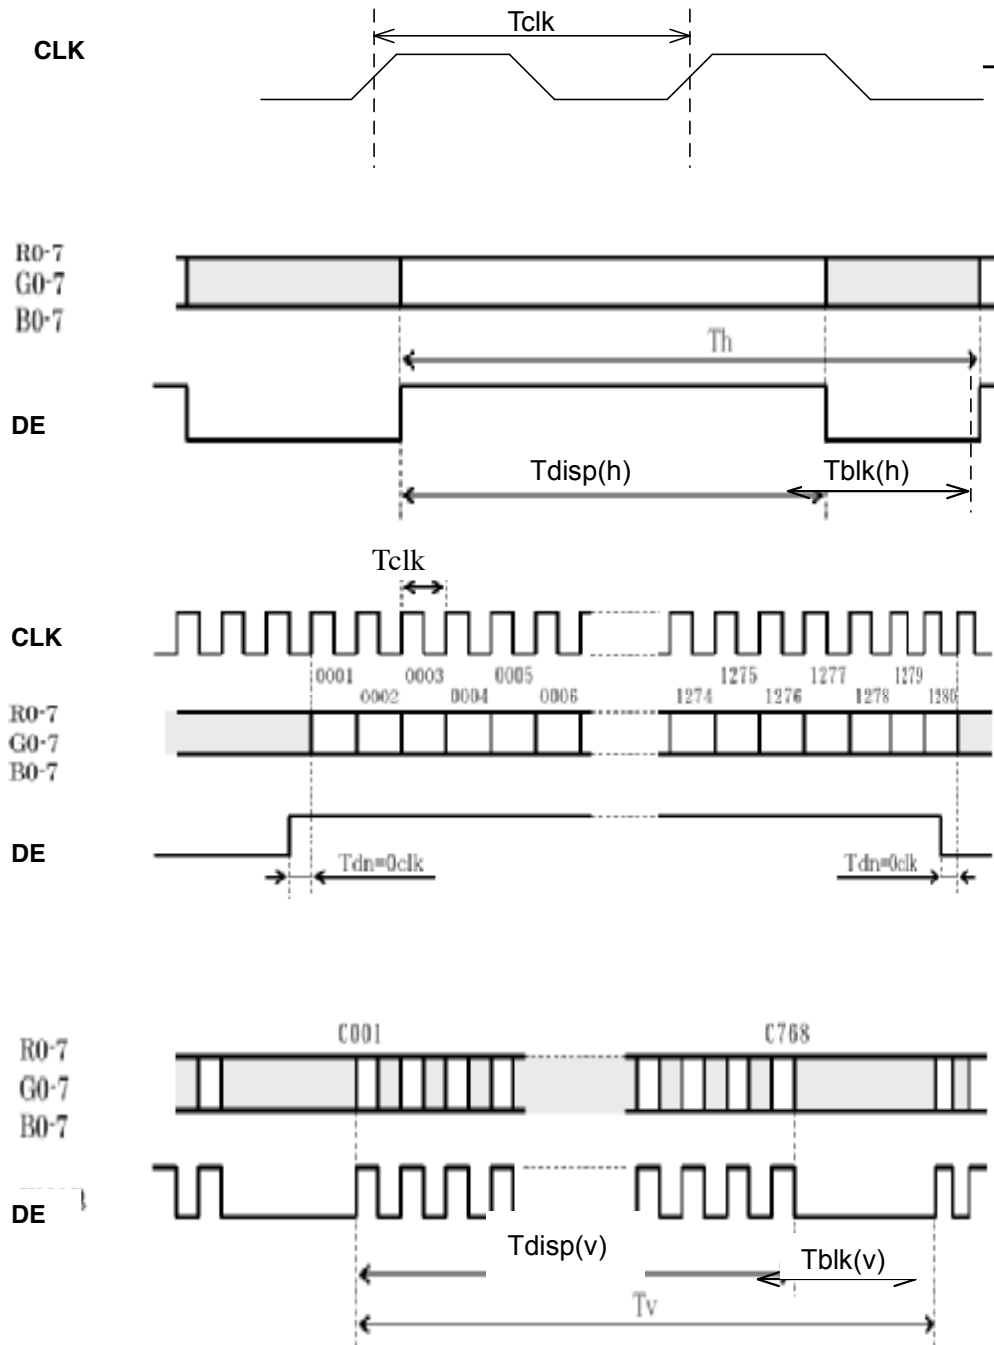 Tclk
CLK
R0-7
G0-7
B0-7
Th
DE
Tdisp(h) Tblk(h)
Tclk
CLK
0001 0003 0005 1275 1277 1279
0002 0004 0006 1274 1276 1278 1280
R0-7
G0-7
B0-7
DE
Tdn=0clk Tdn=0clk
C001 C768
R0-7
G0-7
B0-7
DE
Tdisp(v) Tblk(v)
Tv